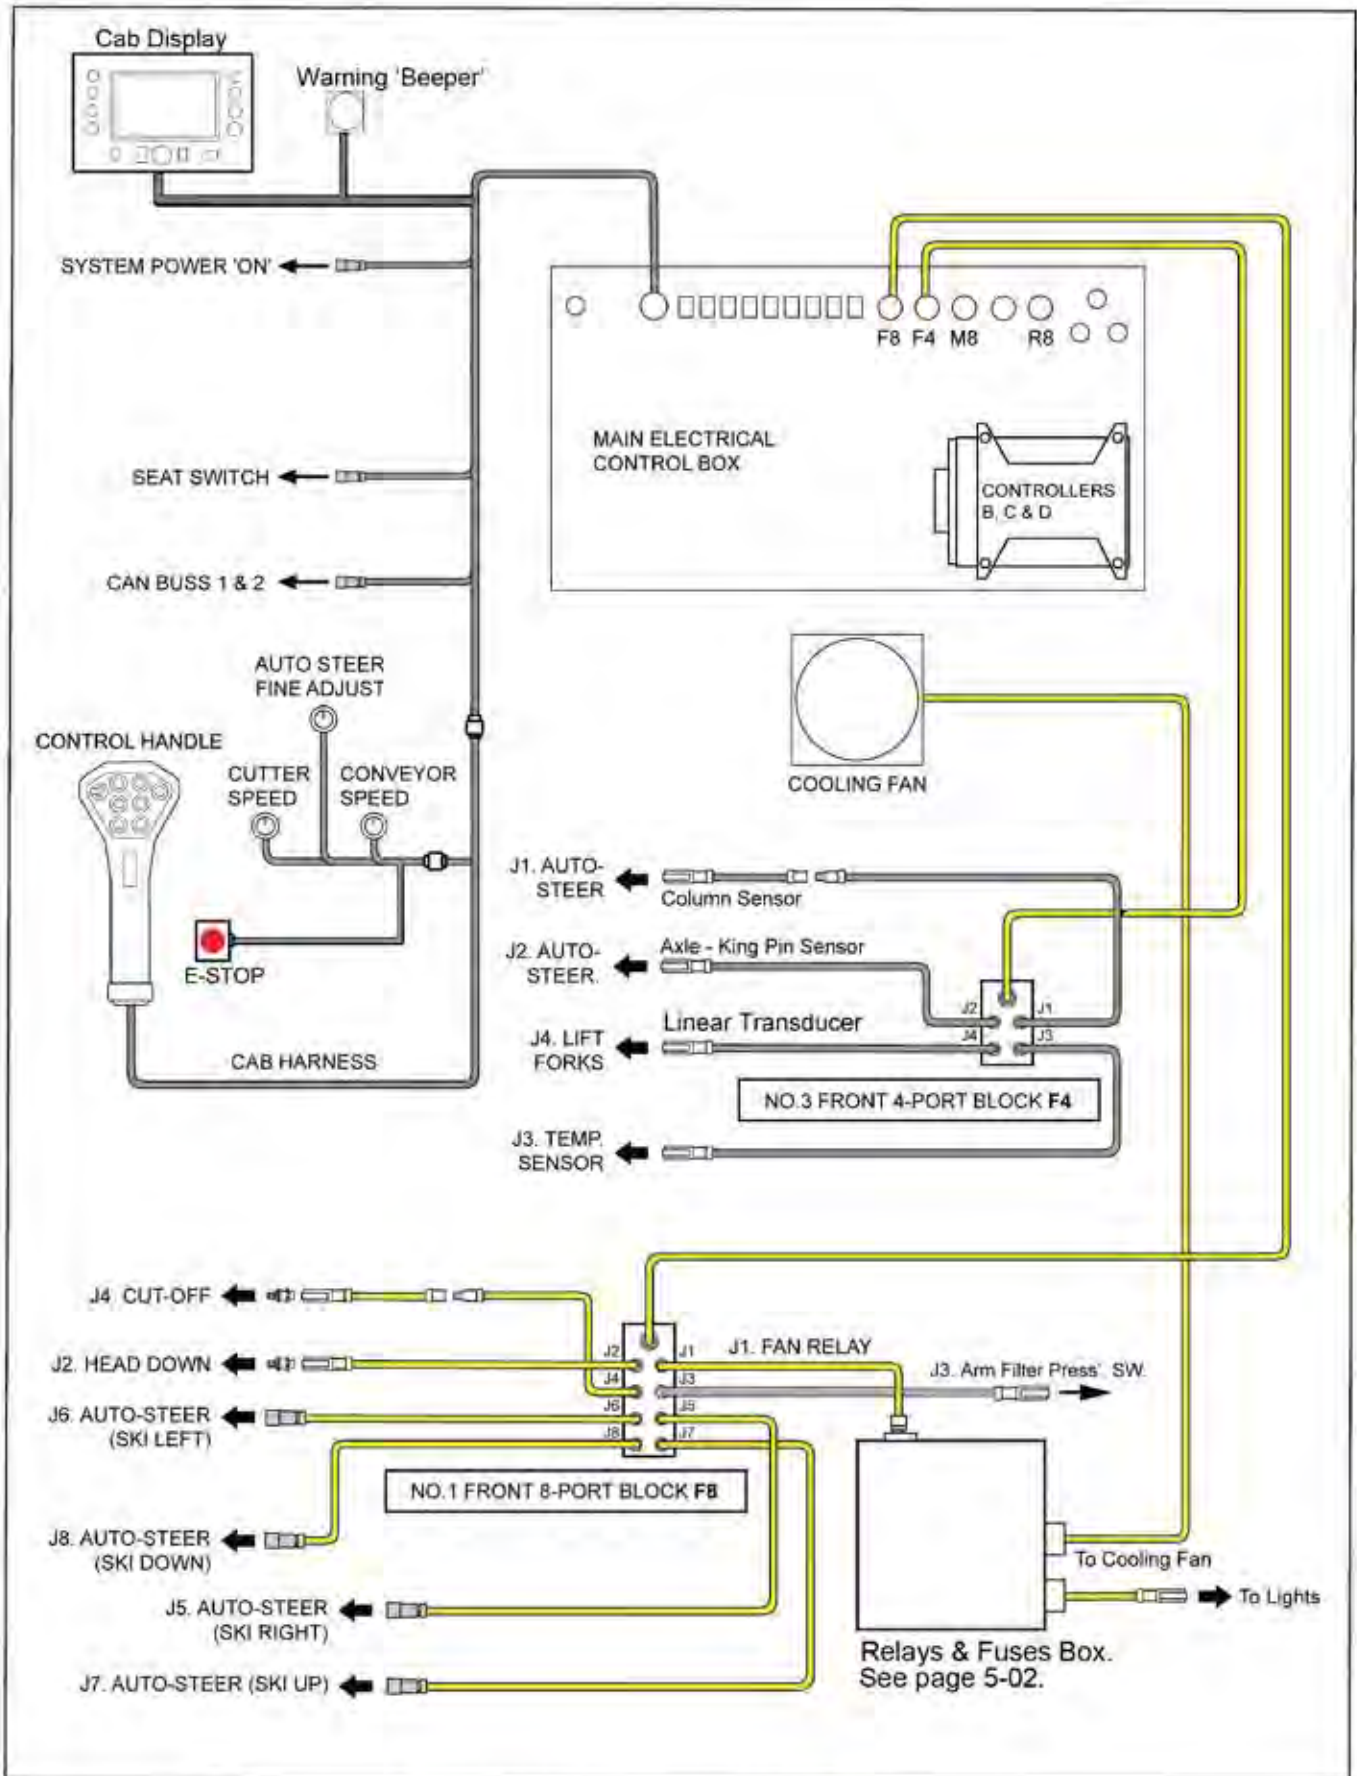 Cab Display
Warning 'Beeper'
SYSTEM POWER 'ON'
F8 F4 M8 R8
MAIN ELECTRICAL
CONTROL BOX
SEAT SWITCH
CONTROLLERS
B, C & D
CAN BUSS 1 & 2
AUTO STEER
FINE ADJUST
CONTROL HANDLE
CUTTER
SPEED
CONVEYOR
SPEED
COOLING FAN
E-STOP
CAB HARNESS
J1. AUTO-
STEER
Column Sensor
J2. AUTO-
STEER.
Axle - King Pin Sensor
J4. LIFT
FORKS
Linear Transducer
J2 J1
J4 J3
NO.3 FRONT 4-PORT BLOCK F4
J3. TEMP.
SENSOR
J4 CUT-OFF
J2. HEAD DOWN
J6. AUTO-STEER
(SKI LEFT)
J2 J1
J4 J3
J6 J5
J8 J7
J1. FAN RELAY
J3. Arm Filter Press'. SW.
NO.1 FRONT 8-PORT BLOCK F8
J8. AUTO-STEER
(SKI DOWN)
J5. AUTO-STEER
(SKI RIGHT)
J7. AUTO-STEER (SKI UP)
To Cooling Fan
To Lights
Relays & Fuses Box.
See page 5-02.